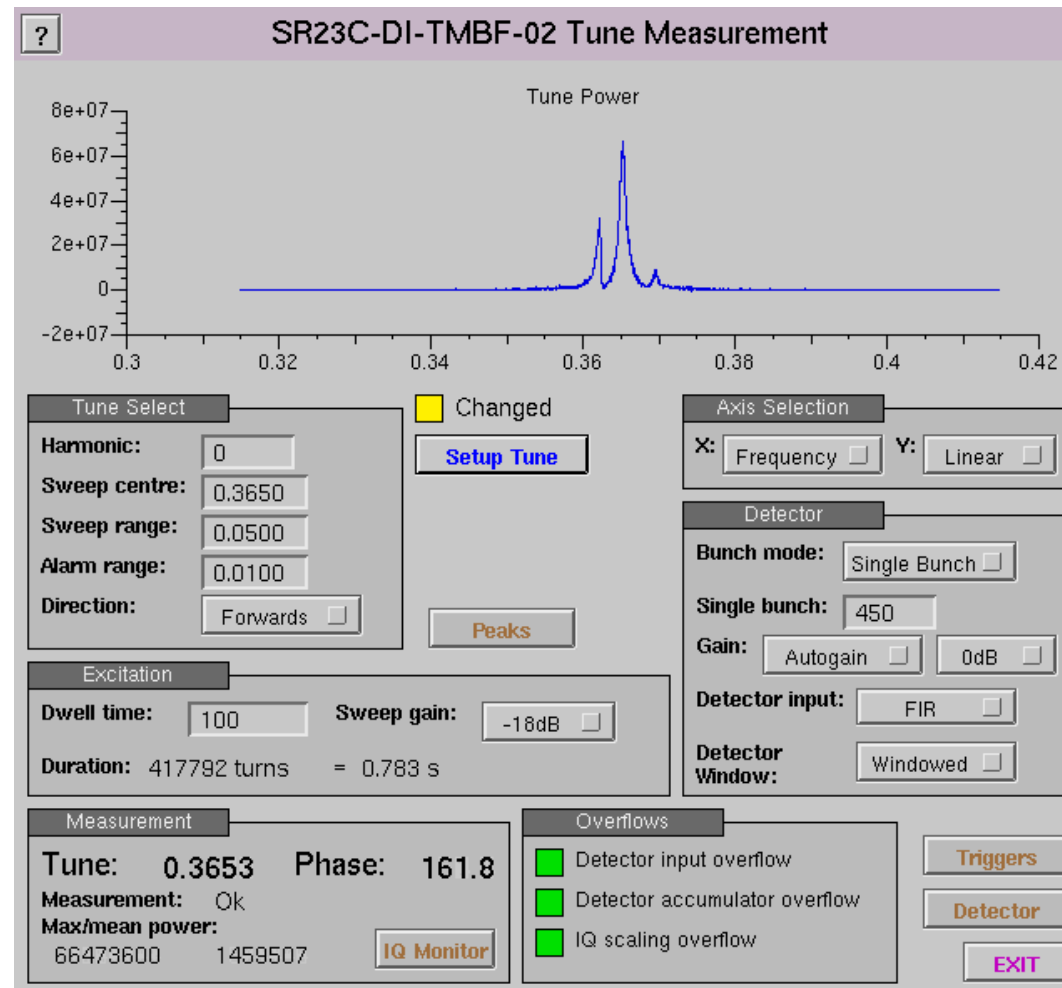 ? SR23C-DI-TMBF-02 Tune Measurement
Tune Power
8e+07
6e+07
4e+07
2e+07
0
-2e+07
0.3 0.32 0.34 0.36 0.38 0.4 0.42
Tune Select
Harmonic: 0
Sweep centre: 0.3650
Sweep range: 0.0500
Alarm range: 0.0100
Direction: Forwards
Changed
Setup Tune
Peaks
Axis Selection
X: Frequency Y: Linear
Detector
Bunch mode: Single Bunch
Single bunch: 450
Gain: Autogain 0dB
Detector input: FIR
Detector
Window: Windowed
Excitation
Dwell time: 100 Sweep gain: -18dB
Duration: 417792 turns = 0.783 s
Measurement
Tune: 0.3653 Phase: 161.8
Measurement: Ok
Max/mean power:
66473600 1459507 IQ Monitor
Overflows
Detector input overflow
Detector accumulator overflow
IQ scaling overflow
Triggers
Detector
EXIT